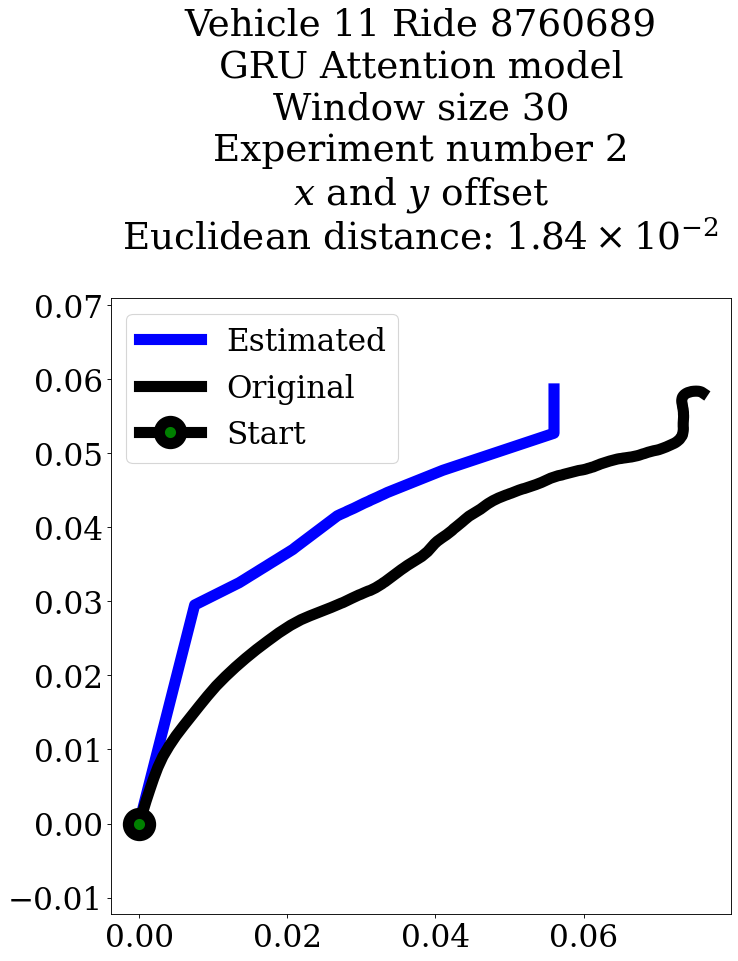 Vehicle 11 Ride 8760689
GRU Attention model
Window size 30
Experiment number 2
x and y offset
Euclidean distance: 1.84 × 10⁻²
0.07
0.06
0.05
0.04
0.03
0.02
0.01
0.00
−0.01
Estimated
Original
Start
0.00 0.02 0.04 0.06